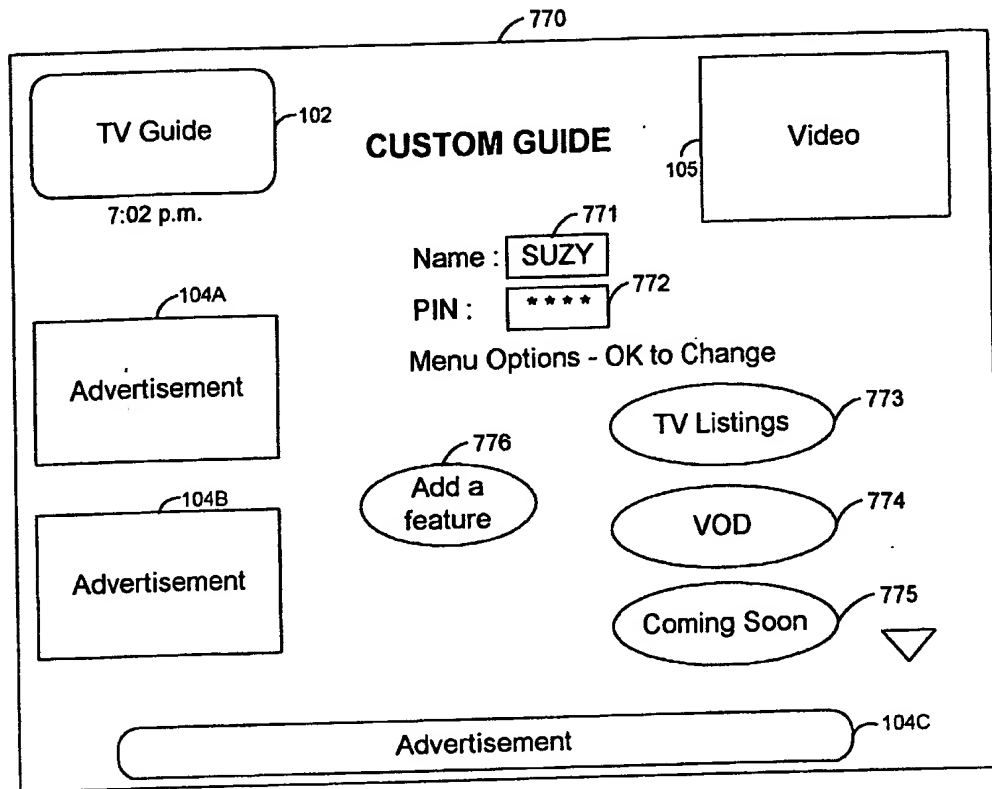 770
TV Guide
102
CUSTOM GUIDE
Video
105
7:02 p.m.
771
Name : SUZY
772
PIN : ****
Menu Options - OK to Change
104A
Advertisement
773
TV Listings
776
Add a
feature
104B
Advertisement
774
VOD
775
Coming Soon
104C
Advertisement